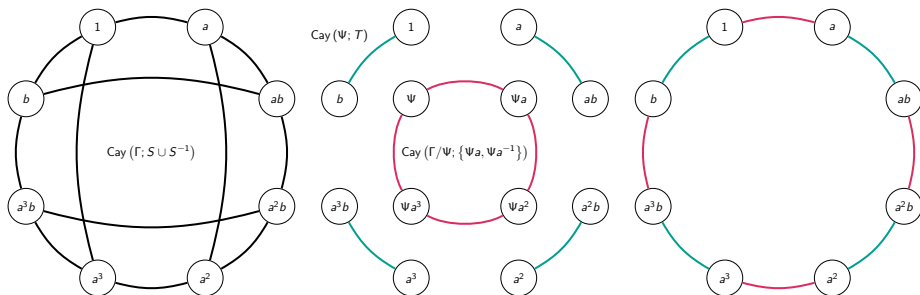 1
a
b
ab
Cay (Γ; S ∪ S⁻¹)
a³b
a²b
a³
a²
Cay (Ψ; T)
1
a
b
Ψ
Ψa
ab
Cay (Γ/Ψ; {Ψa, Ψa⁻¹})
a³b
Ψa³
Ψa²
a²b
a³
a²
1
a
b
ab
a³b
a²b
a³
a²